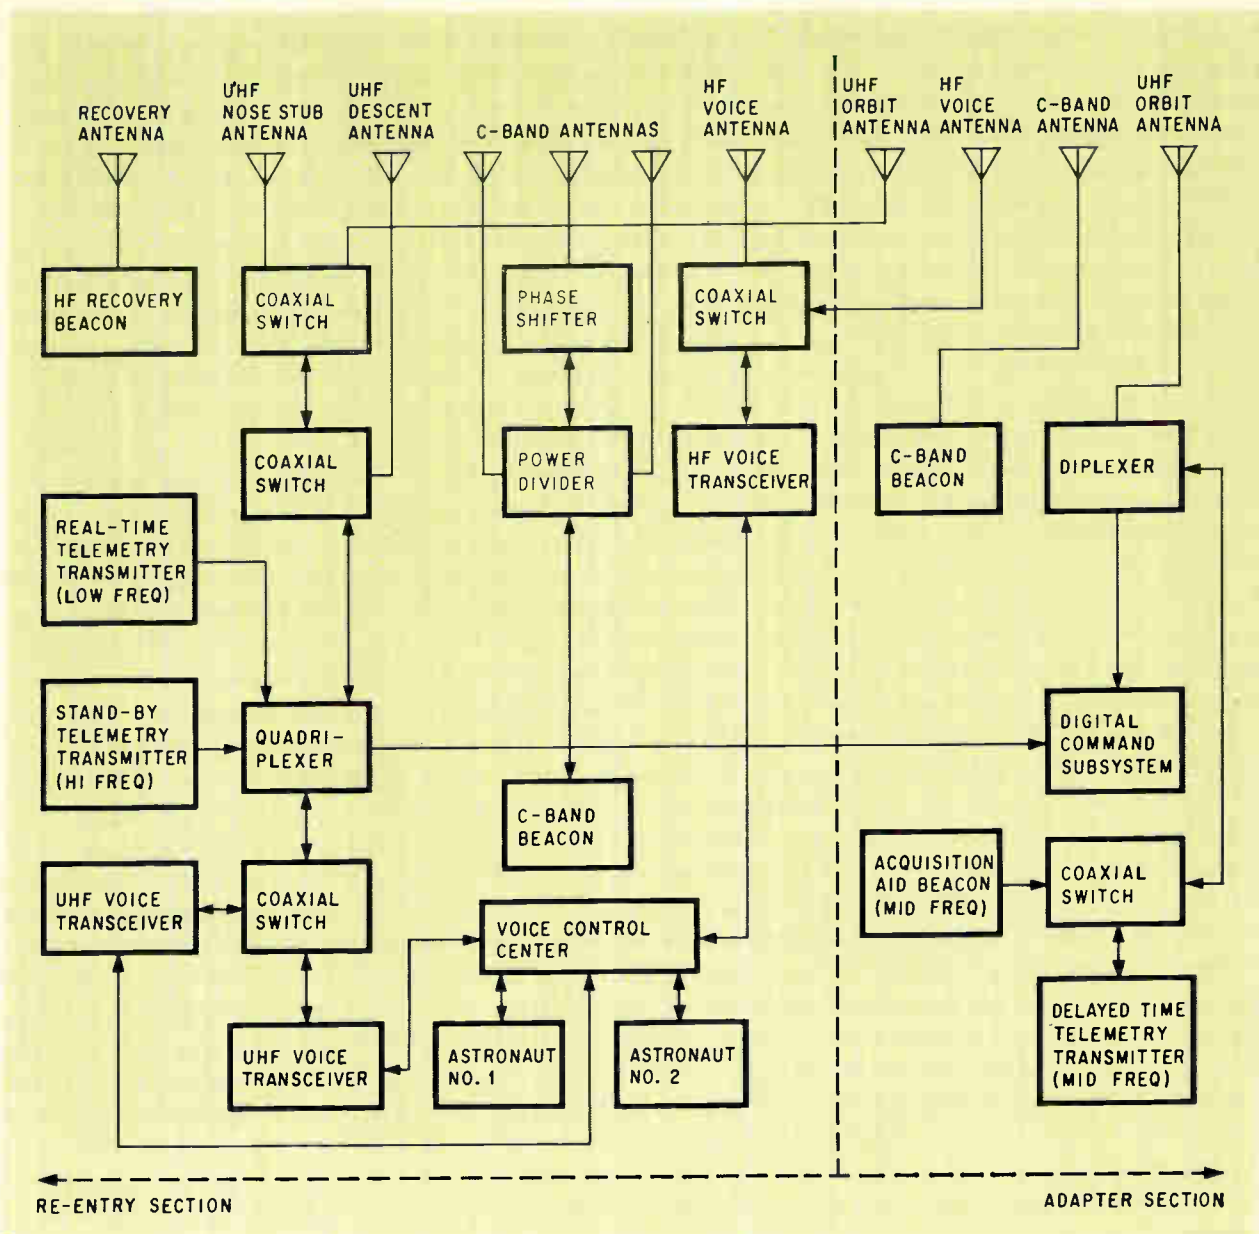 RECOVERY
ANTENNA
UHF
NOSE STUB
ANTENNA
UHF
DESCENT
ANTENNA
C-BAND ANTENNAS
HF
VOICE
ANTENNA
UHF
ORBIT
ANTENNA
HF
VOICE
ANTENNA
C-BAND
ANTENNA
UHF
ORBIT
ANTENNA
HF RECOVERY
BEACON
COAXIAL
SWITCH
PHASE
SHIFTER
COAXIAL
SWITCH
COAXIAL
SWITCH
POWER
DIVIDER
HF VOICE
TRANSCEIVER
C-BAND
BEACON
DIPLEXER
REAL-TIME
TELEMETRY
TRANSMITTER
(LOW FREQ)
STAND-BY
TELEMETRY
TRANSMITTER
(HI FREQ)
QUADRI-
PLEXER
DIGITAL
COMMAND
SUBSYSTEM
C-BAND
BEACON
UHF VOICE
TRANSCEIVER
COAXIAL
SWITCH
VOICE CONTROL
CENTER
ACQUISITION
AID BEACON
(MID FREQ)
COAXIAL
SWITCH
UHF VOICE
TRANSCEIVER
ASTRONAUT
NO. 1
ASTRONAUT
NO. 2
DELAYED TIME
TELEMETRY
TRANSMITTER
(MID FREQ)
RE-ENTRY SECTION
ADAPTER SECTION